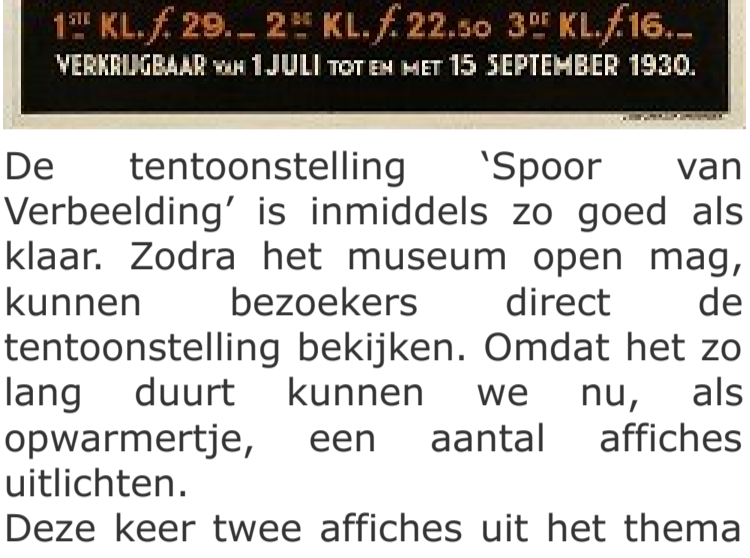 1STE KL. f. 29.— 2DE KL. f. 22.50 3DE KL. f. 16.—
VERKRIJGBAAR VAN 1 JULI TOT EN MET 15 SEPTEMBER 1930.
De tentoonstelling ‘Spoor van
Verbeelding’ is inmiddels zo goed als
klaar. Zodra het museum open mag,
kunnen bezoekers direct de
tentoonstelling bekijken. Omdat het zo
lang duurt kunnen we nu, als
opwarmertje, een aantal affiches
uitlichten.
Deze keer twee affiches uit het thema